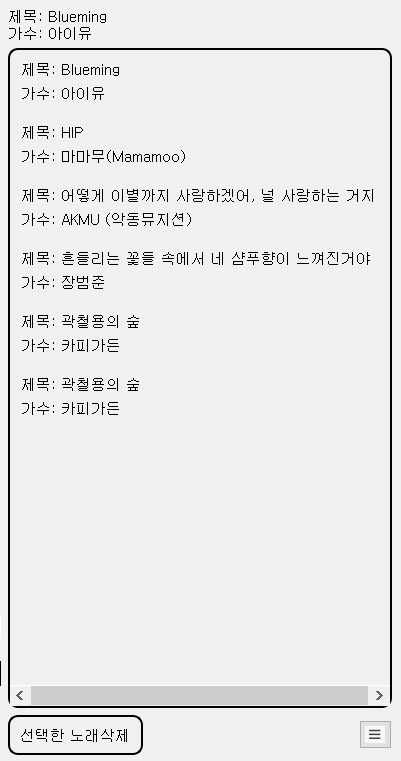 제목: Blueming
가수: 아이유
제목: Blueming
가수: 아이유
제목: HIP
가수: 마마무(Mamamoo)
제목: 어떻게 이별까지 사랑하겠어, 널 사랑하는 거지
가수: AKMU (악동뮤지션)
제목: 흔들리는 꽃들 속에서 네 샴푸향이 느껴진거야
가수: 장범준
제목: 곽철용의 숲
가수: 카피가든
제목: 곽철용의 숲
가수: 카피가든
선택한 노래삭제